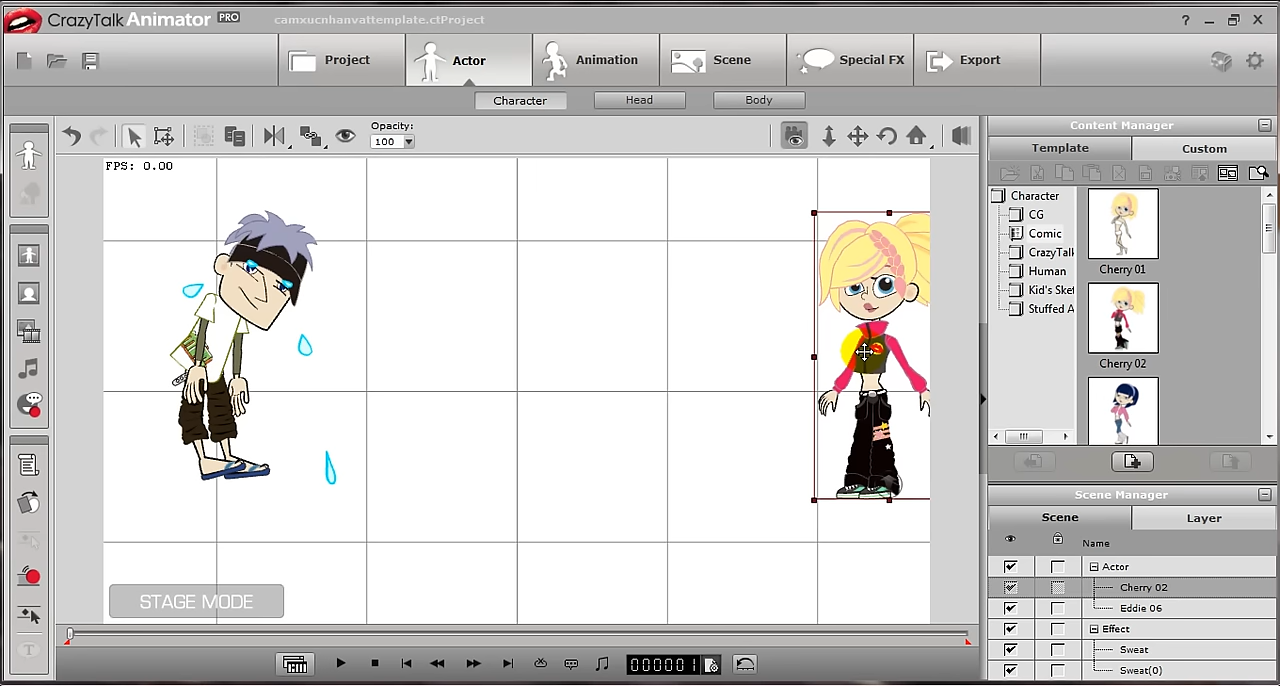 CrazyTalk Animator PRO
camxucnhanvattemplate.ctProject
?
Project
Actor
Animation
Scene
Special FX
Export
Character
Head
Body
Opacity:
100
FPS: 0.00
STAGE MODE
000001
Content Manager
Template
Custom
Character
CG
Comic
CrazyTalk
Human
Kid's Sket
Stuffed A
Cherry 01
Cherry 02
Scene Manager
Scene
Layer
Name
Actor
Cherry 02
Eddie 06
Effect
Sweat
Sweat(0)
T